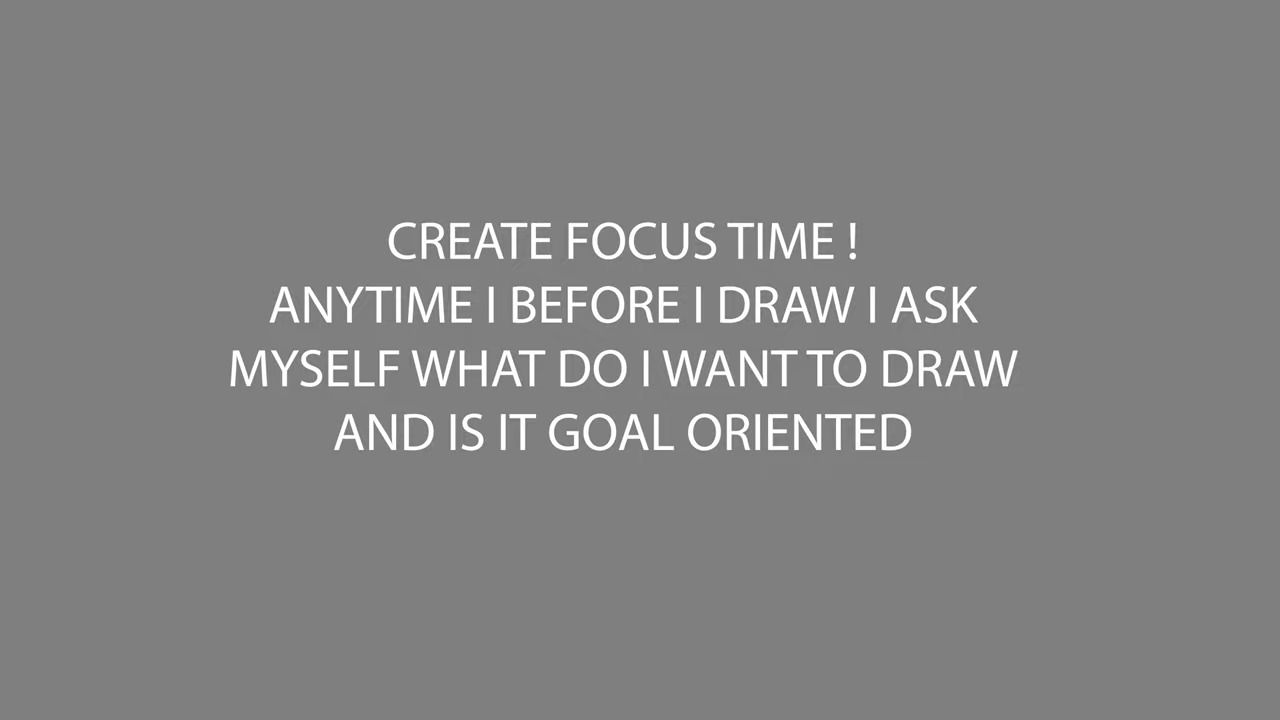 CREATE FOCUS TIME !
ANYTIME I BEFORE I DRAW I ASK
MYSELF WHAT DO I WANT TO DRAW
AND IS IT GOAL ORIENTED